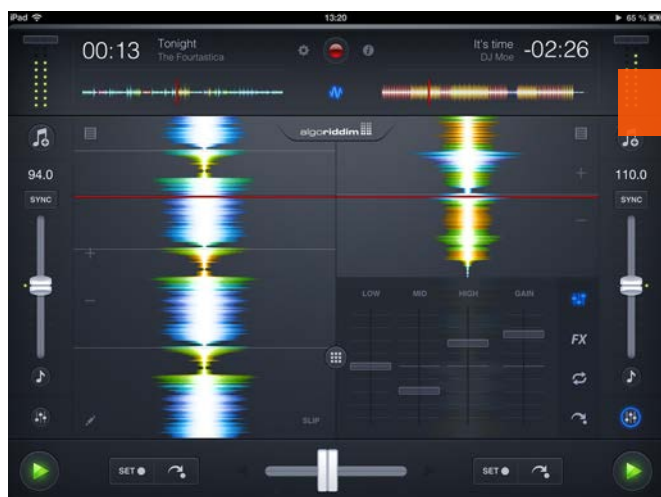 iPad
13:20
65 %
00:13
Tonight
The Fourtastica
It's time
DJ Moe
-02:26
algoriddim
94.0
SYNC
110.0
SYNC
LOW MID HIGH GAIN
FX
SLIP
SET
SET